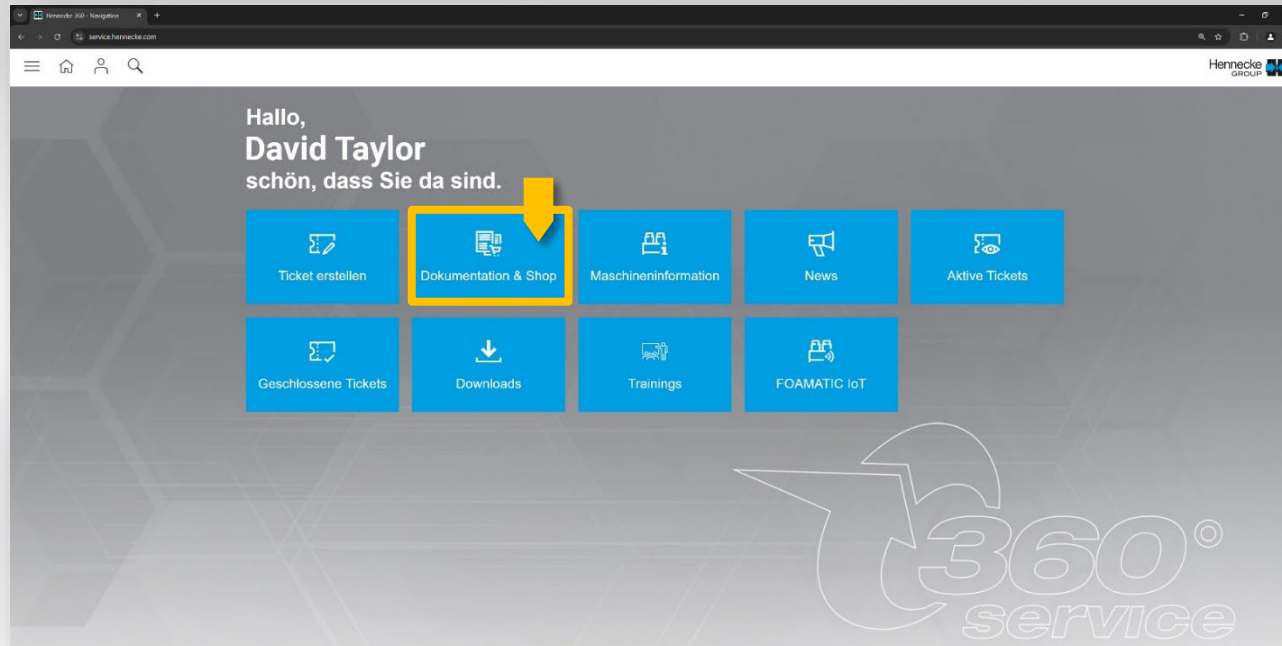 Hennecke 360 - Navigation
service.hennecke.com
Hennecke
GROUP
Hallo,
David Taylor
schön, dass Sie da sind.
Ticket erstellen
Dokumentation & Shop
Maschineninformation
News
Aktive Tickets
Geschlossene Tickets
Downloads
Trainings
FOAMATIC IoT
360°
service